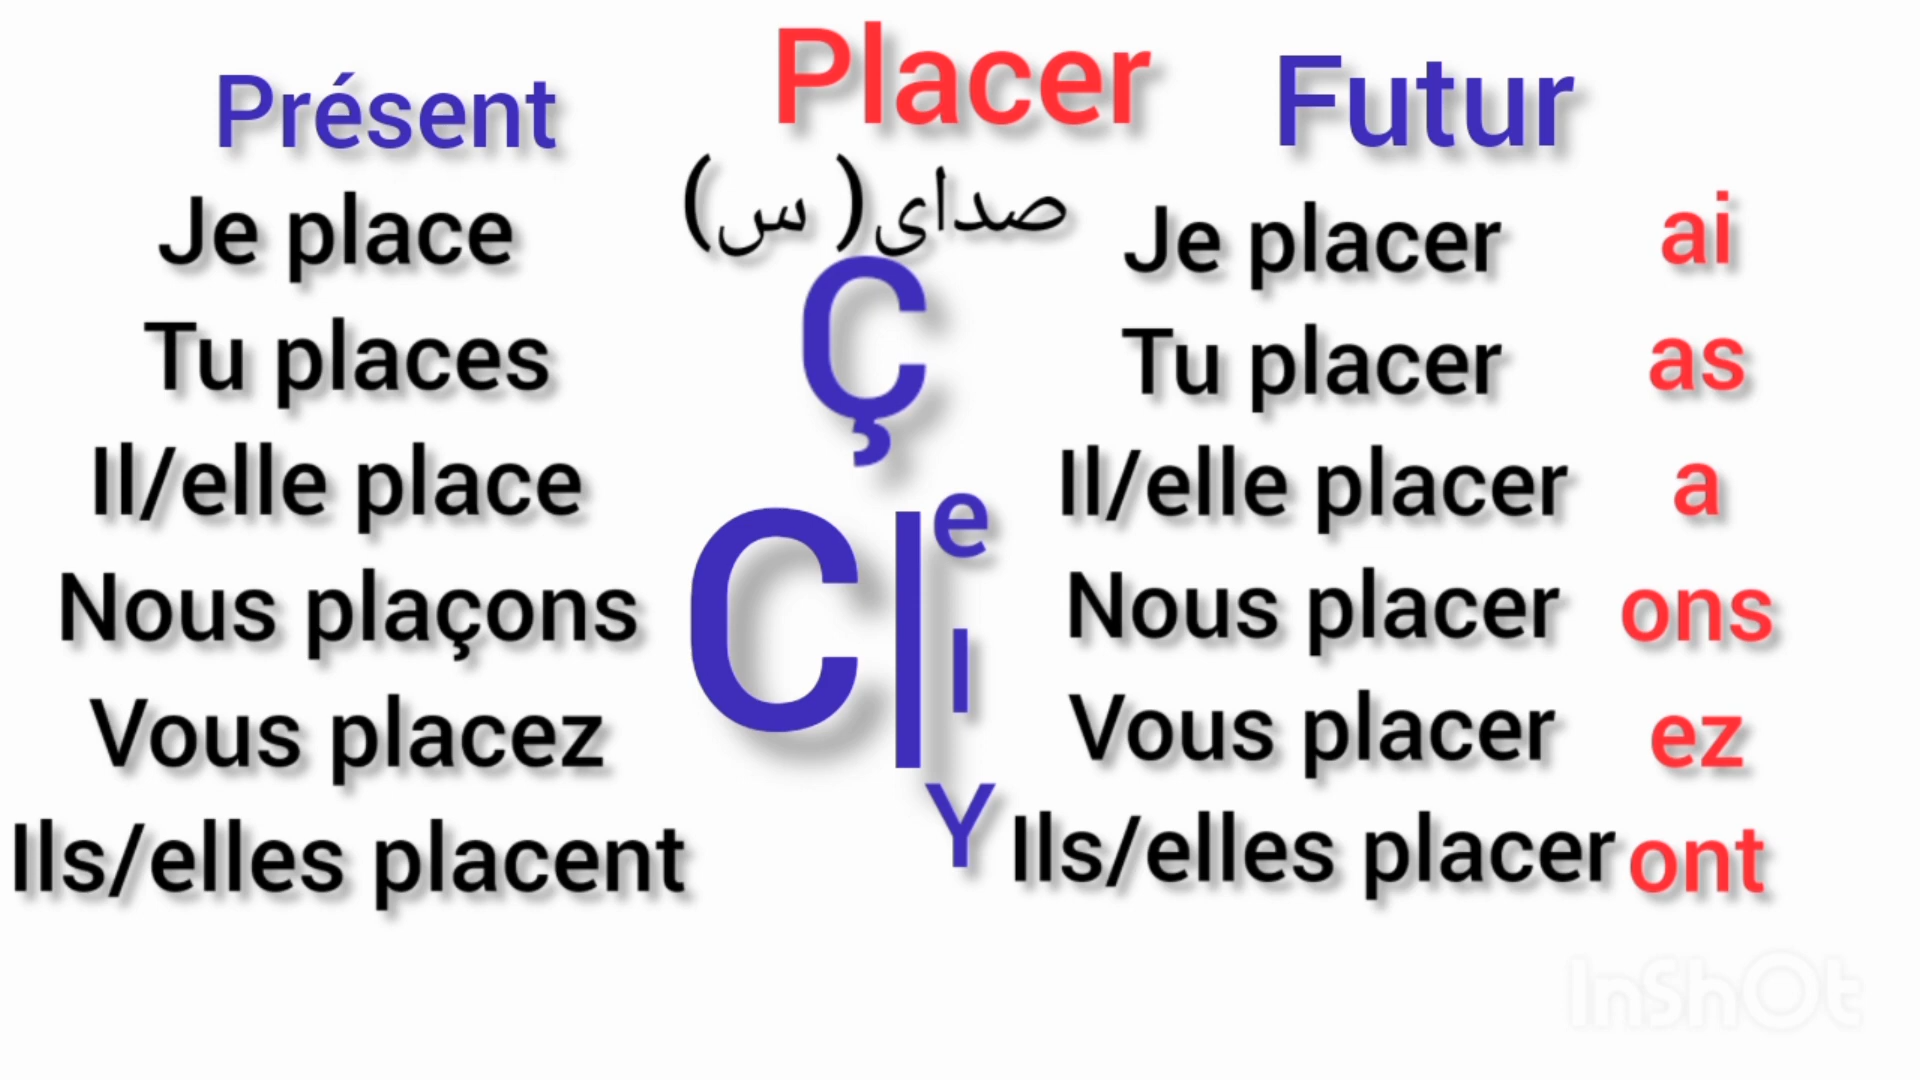 Placer
Présent
Futur
صدای( س)
Ç
C| e
I
Y
Je place
Tu places
Il/elle place
Nous plaçons
Vous placez
Ils/elles placent
Je placer ai
Tu placer as
Il/elle placer a
Nous placer ons
Vous placer ez
Ils/elles placer ont
InShOt